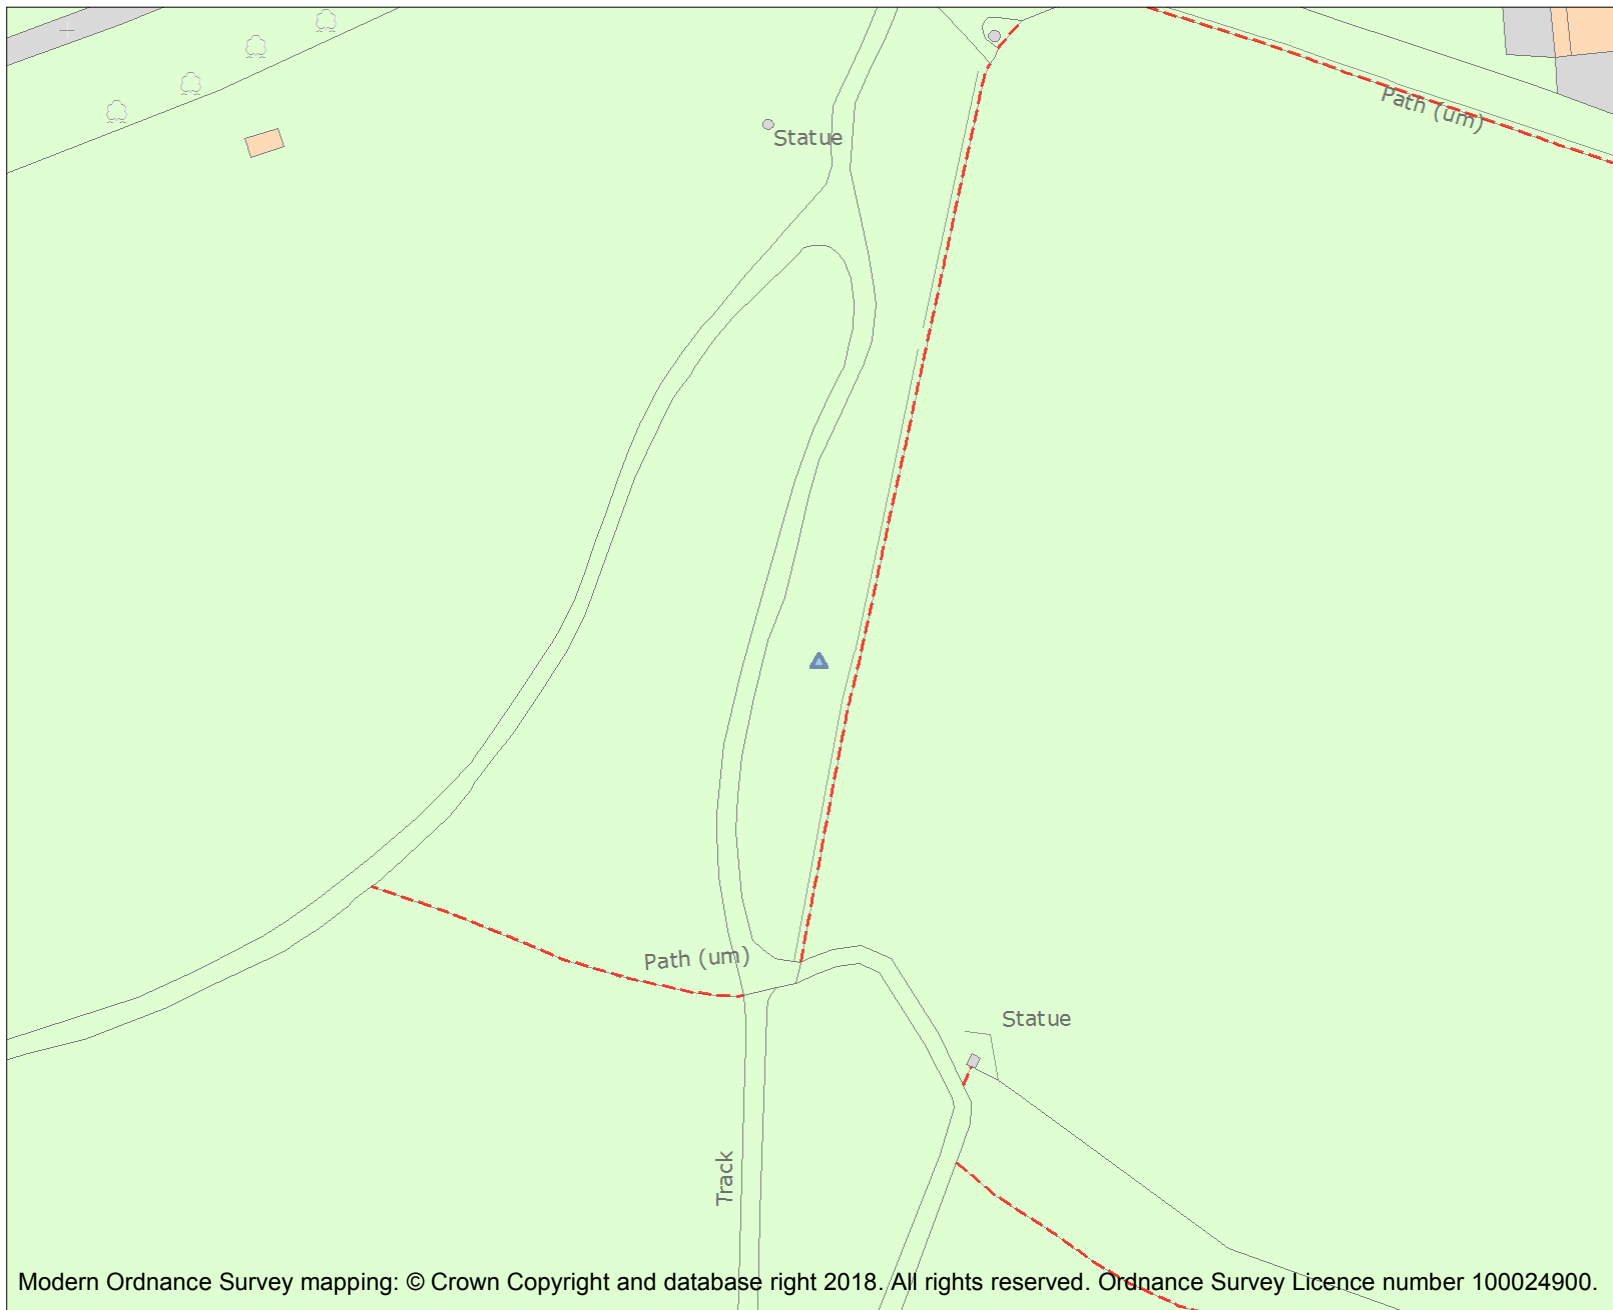 Path (um)
Statue
Path (um)
Statue
Track
Modern Ordnance Survey mapping: © Crown Copyright and database right 2018. All rights reserved. Ordnance Survey Licence number 100024900.